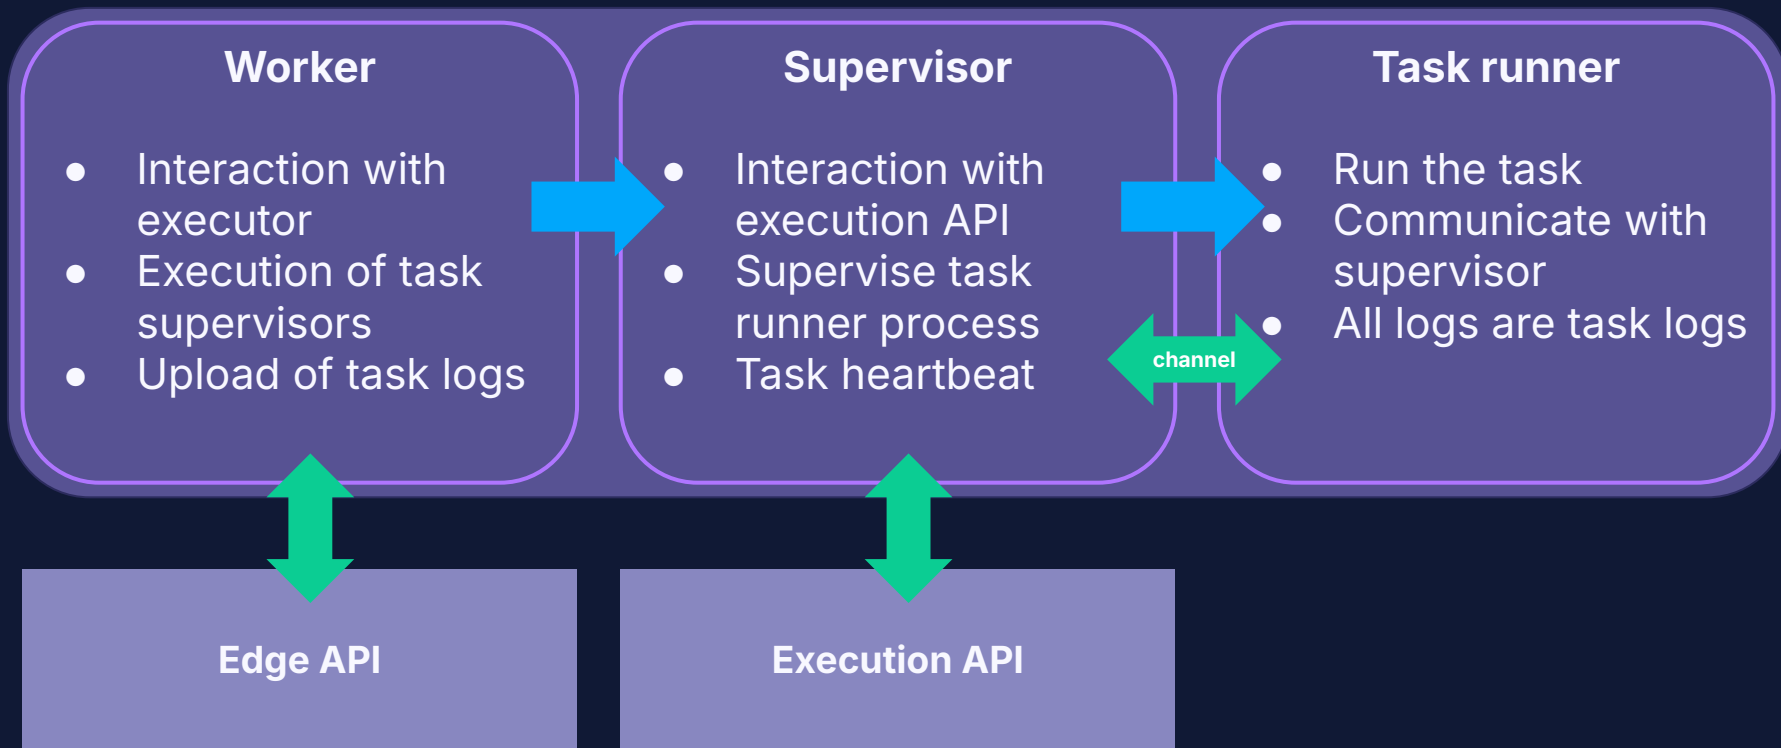 Worker
● Interaction with
executor
● Execution of task
supervisors
● Upload of task logs
Supervisor
● Interaction with
execution API
● Supervise task
runner process
● Task heartbeat
Task runner
● Run the task
● Communicate with
supervisor
● All logs are task logs
channel
Edge API
Execution API